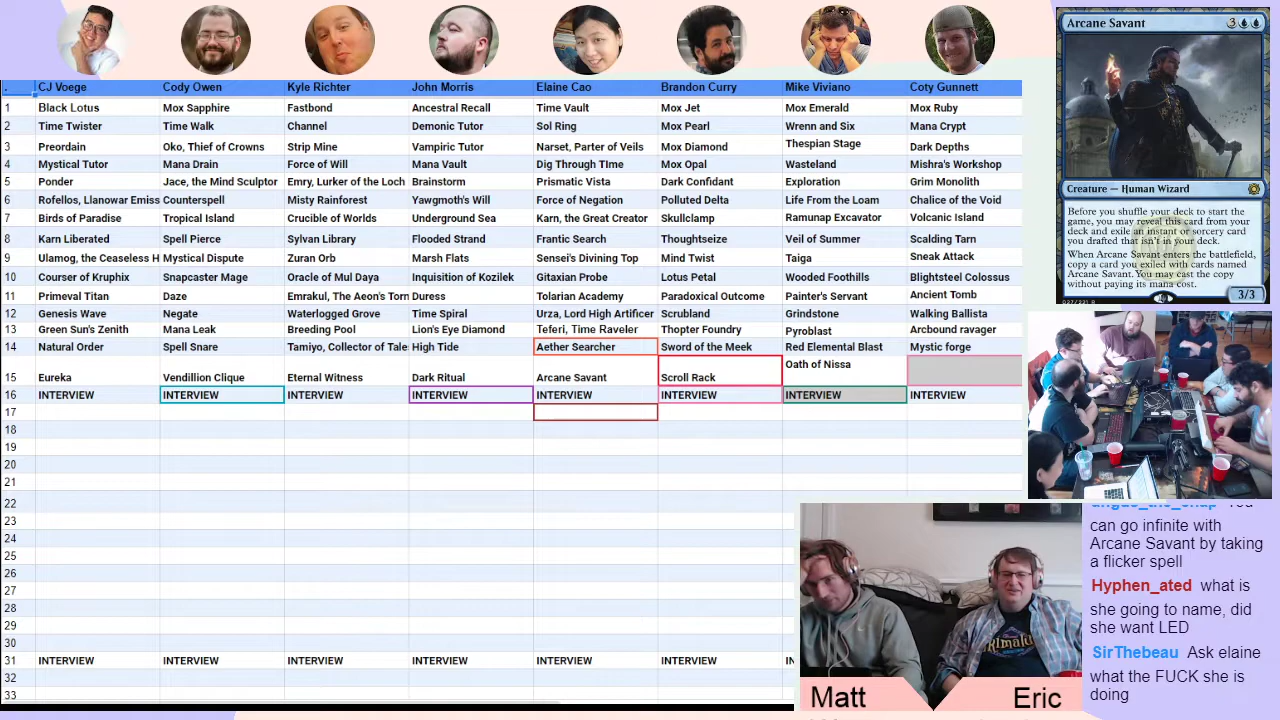 . CJ Voege Cody Owen Kyle Richter John Morris Elaine Cao Brandon Curry Mike Viviano Coty Gunnett
1 Black Lotus Mox Sapphire Fastbond Ancestral Recall Time Vault Mox Jet Mox Emerald Mox Ruby
2 Time Twister Time Walk Channel Demonic Tutor Sol Ring Mox Pearl Wrenn and Six Mana Crypt
3 Preordain Oko, Thief of Crowns Strip Mine Vampiric Tutor Narset, Parter of Veils Mox Diamond Thespian Stage Dark Depths
4 Mystical Tutor Mana Drain Force of Will Mana Vault Dig Through TIme Mox Opal Wasteland Mishra's Workshop
5 Ponder Jace, the Mind Sculptor Emry, Lurker of the Loch Brainstorm Prismatic Vista Dark Confidant Exploration Grim Monolith
6 Rofellos, Llanowar Emiss Counterspell Misty Rainforest Yawgmoth's Will Force of Negation Polluted Delta Life From the Loam Chalice of the Void
7 Birds of Paradise Tropical Island Crucible of Worlds Underground Sea Karn, the Great Creator Skullclamp Ramunap Excavator Volcanic Island
8 Karn Liberated Spell Pierce Sylvan Library Flooded Strand Frantic Search Thoughtseize Veil of Summer Scalding Tarn
9 Ulamog, the Ceaseless H Mystical Dispute Zuran Orb Marsh Flats Sensei's Divining Top Mind Twist Taiga Sneak Attack
10 Courser of Kruphix Snapcaster Mage Oracle of Mul Daya Inquisition of Kozilek Gitaxian Probe Lotus Petal Wooded Foothills Blightsteel Colossus
11 Primeval Titan Daze Emrakul, The Aeon's Torn Duress Tolarian Academy Paradoxical Outcome Painter's Servant Ancient Tomb
12 Genesis Wave Negate Waterlogged Grove Time Spiral Urza, Lord High Artificer Scrubland Grindstone Walking Ballista
13 Green Sun's Zenith Mana Leak Breeding Pool Lion's Eye Diamond Teferi, Time Raveler Thopter Foundry Pyroblast Arcbound ravager
14 Natural Order Spell Snare Tamiyo, Collector of Tale High Tide Aether Searcher Sword of the Meek Red Elemental Blast Mystic forge
15 Eureka Vendillion Clique Eternal Witness Dark Ritual Arcane Savant Scroll Rack Oath of Nissa
16 INTERVIEW INTERVIEW INTERVIEW INTERVIEW INTERVIEW INTERVIEW INTERVIEW INTERVIEW
17
18
19
20
21
22
23
24
25
26
27
28
29
30
31 INTERVIEW INTERVIEW INTERVIEW INTERVIEW INTERVIEW INTERVIEW IN
32
33
Arcane Savant 3
Creature — Human Wizard
Before you shuffle your deck to start the
game, you may reveal this card from your
deck and exile an instant or sorcery card
you drafted that isn't in your deck.
When Arcane Savant enters the battlefield,
copy a card you exiled with cards named
Arcane Savant. You may cast the copy
without paying its mana cost.
3/3
can go infinite with
Arcane Savant by taking
a flicker spell
Hyphen_ated what is
she going to name, did
she want LED
SirThebeau Ask elaine
what the FUCK she is
doing
Matt Eric